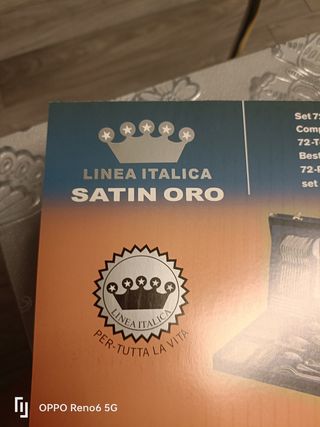 LINEA ITALICA
SATIN ORO
LINEA ITALICA
PER-TUTTA LA VITA
Set 7
Comp
72-T
Best
72-
set
OPPO Reno6 5G